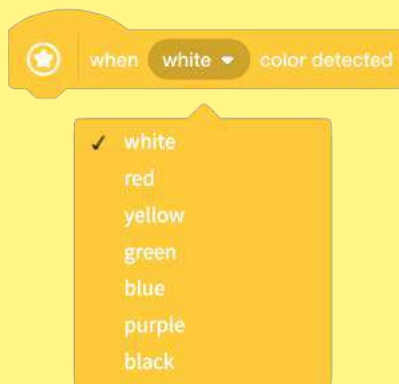 when white color detected
white
red
yellow
green
blue
purple
black